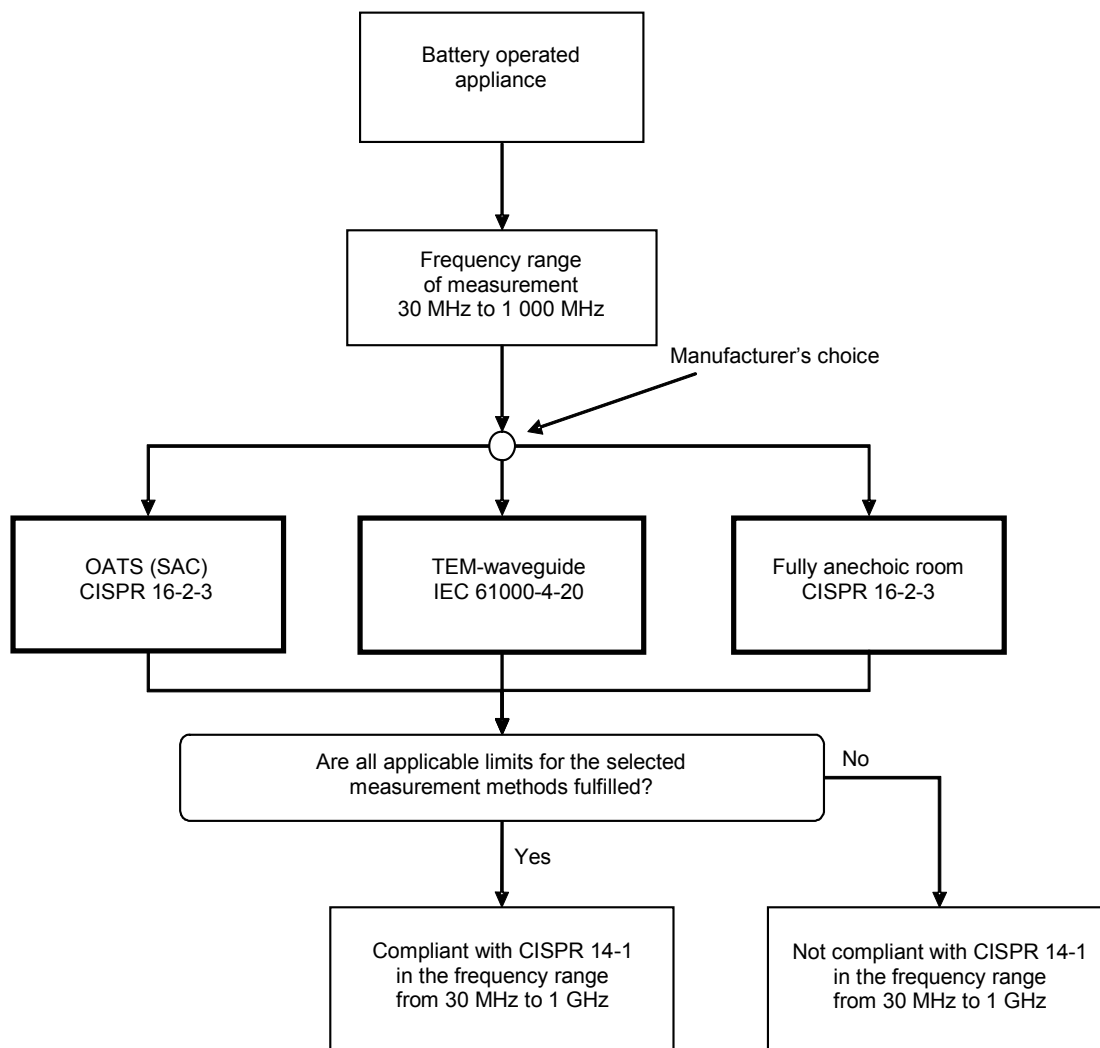 Battery operated
appliance
Frequency range
of measurement
30 MHz to 1 000 MHz
Manufacturer’s choice
OATS (SAC)
CISPR 16-2-3
TEM-waveguide
IEC 61000-4-20
Fully anechoic room
CISPR 16-2-3
Are all applicable limits for the selected
measurement methods fulfilled?
No
Yes
Compliant with CISPR 14-1
in the frequency range
from 30 MHz to 1 GHz
Not compliant with CISPR 14-1
in the frequency range
from 30 MHz to 1 GHz